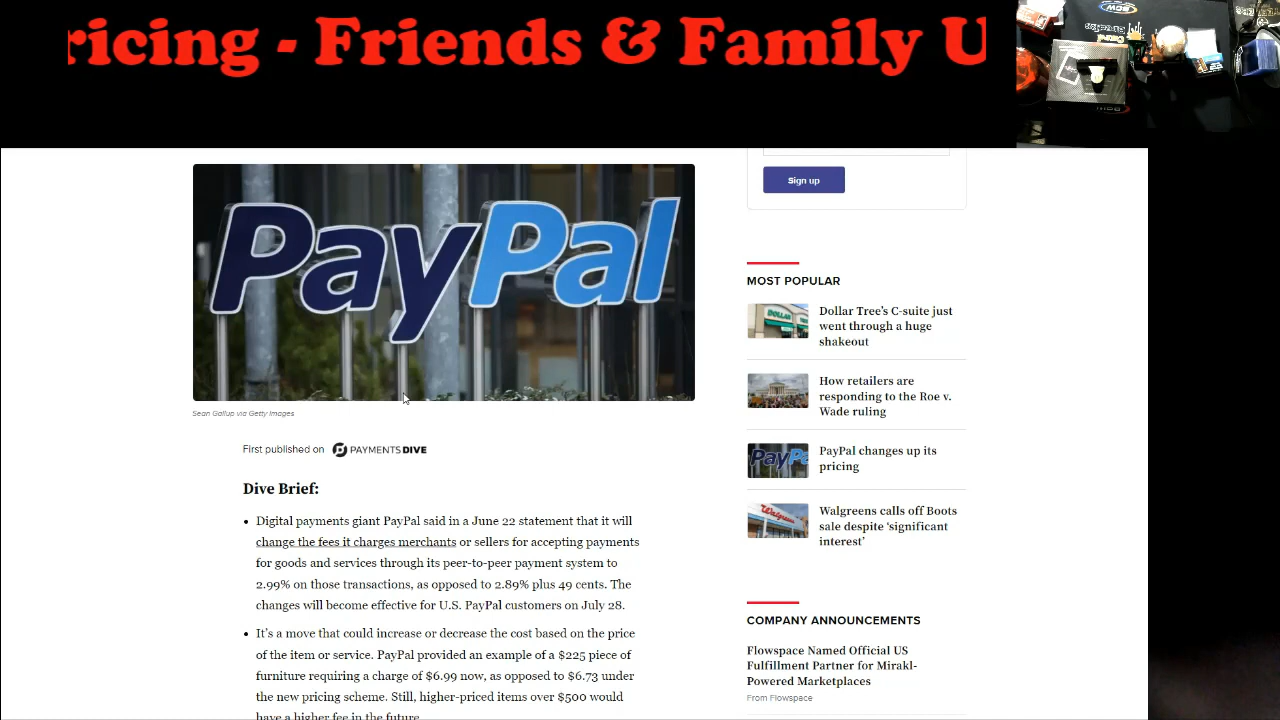 ricing - Friends & Family U
PayPal
Sign up
MOST POPULAR
Dollar Tree's C-suite just
went through a huge
shakeout
How retailers are
responding to the Roe v.
Wade ruling
PayPal changes up its
pricing
Walgreens calls off Boots
sale despite ‘significant
interest’
Sean Gallup via Getty Images
First published on PAYMENTS DIVE
Dive Brief:
• Digital payments giant PayPal said in a June 22 statement that it will
change the fees it charges merchants or sellers for accepting payments
for goods and services through its peer-to-peer payment system to
2.99% on those transactions, as opposed to 2.89% plus 49 cents. The
changes will become effective for U.S. PayPal customers on July 28.
• It's a move that could increase or decrease the cost based on the price
of the item or service. PayPal provided an example of a $225 piece of
furniture requiring a charge of $6.99 now, as opposed to $6.73 under
the new pricing scheme. Still, higher-priced items over $500 would
have a higher fee in the future
COMPANY ANNOUNCEMENTS
Flowspace Named Official US
Fulfillment Partner for Mirakl-
Powered Marketplaces
From Flowspace